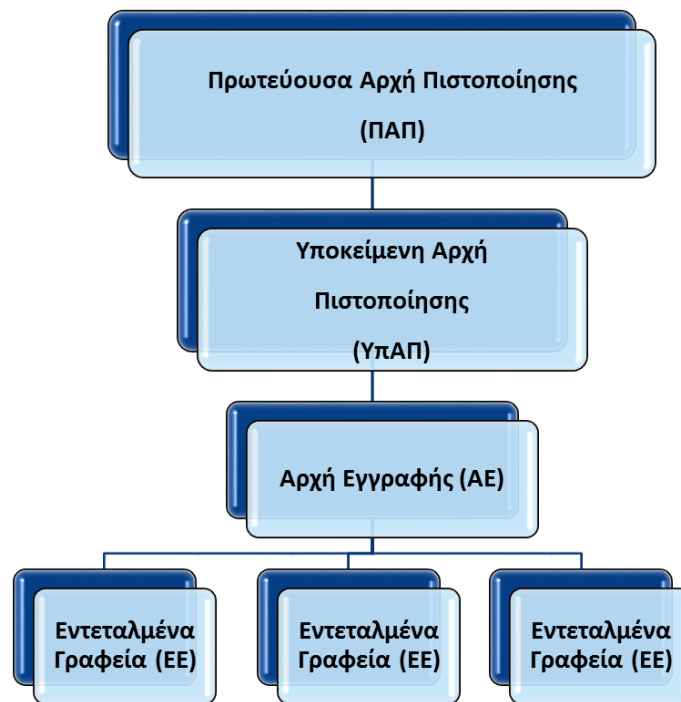 Πρωτεύουσα Αρχή Πιστοποίησης
(ΠΑΠ)
Υποκείμενη Αρχή
Πιστοποίησης
(ΥπΑΠ)
Αρχή Εγγραφής (ΑΕ)
Εντεταλμένα
Γραφεία (ΕΕ)
Εντεταλμένα
Γραφεία (ΕΕ)
Εντεταλμένα
Γραφεία (ΕΕ)